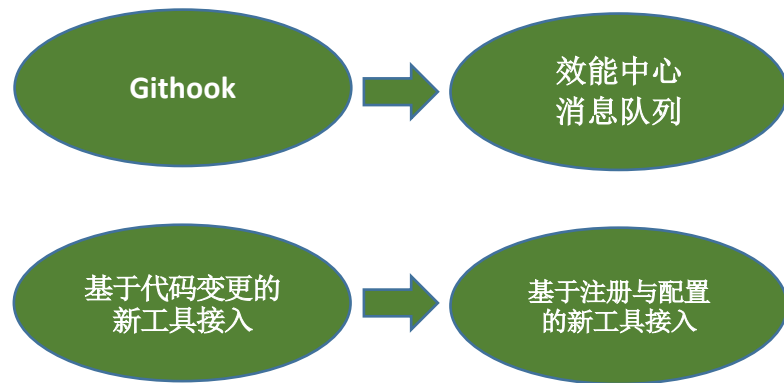 Githook
效能中心
消息队列
基于代码变更的
新工具接入
基于注册与配置
的新工具接入